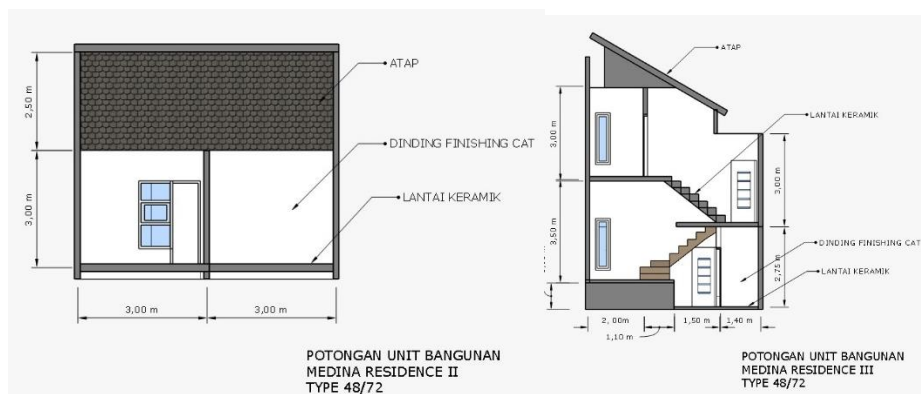 2,50 m
3,00 m
ATAP
DINDING FINISHING CAT
LANTAI KERAMIK
3,00 m
3,00 m
POTONGAN UNIT BANGUNAN
MEDINA RESIDENCE II
TYPE 48/72
ATAP
LANTAI KERAMIK
3,00 m
3,00 m
3,50 m
DINDING FINISHING CAT
2,75 m
LANTAI KERAMIK
2, 00m
1,50 m
1,40 m
1,10 m
POTONGAN UNIT BANGUNAN
MEDINA RESIDENCE III
TYPE 48/72